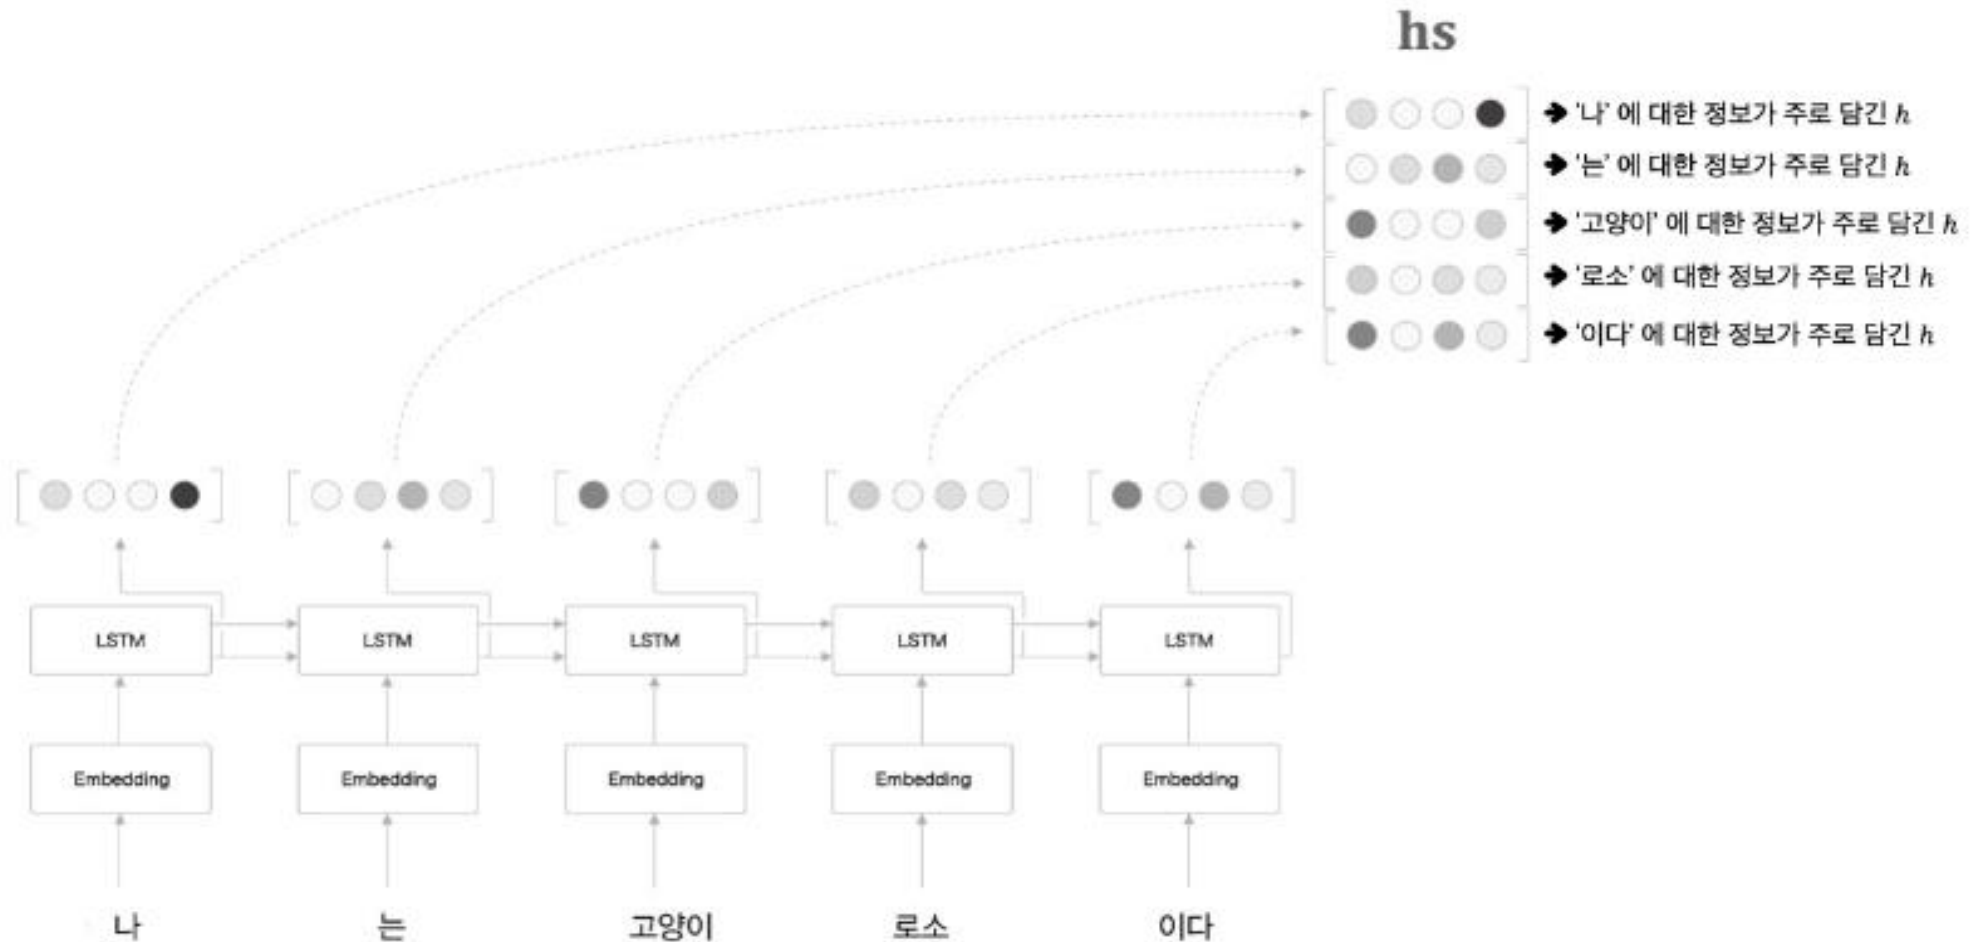 hs
➔ '나' 에 대한 정보가 주로 담긴 h
➔ '는' 에 대한 정보가 주로 담긴 h
➔ '고양이' 에 대한 정보가 주로 담긴 h
➔ '로소' 에 대한 정보가 주로 담긴 h
➔ '이다' 에 대한 정보가 주로 담긴 h
LSTM LSTM LSTM LSTM LSTM
Embedding Embedding Embedding Embedding Embedding
나 는 고양이 로소 이다